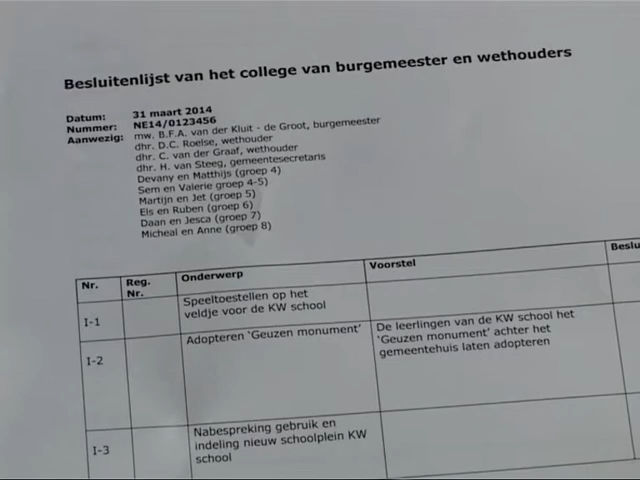 Besluitenlijst van het college van burgemeester en wethouders
Datum: 31 maart 2014
Nummer: NE14/0123456
Aanwezig: mw. B.F.A. van der Kluit - de Groot, burgemeester
dhr. D.C. Roelse, wethouder
dhr. C. van der Graaf, wethouder
dhr. H. van Steeg, gemeentesecretaris
Devany en Matthijs (groep 4)
Sem en Valerie groep 4-5)
Martijn en Jet (groep 5)
Els en Ruben (groep 6)
Daan en Jesca (groep 7)
Micheal en Anne (groep 8)
Nr. Reg. Nr. Onderwerp Voorstel Beslu
I-1 Speeltoestellen op het
veldje voor de KW school
I-2 Adopteren 'Geuzen monument' De leerlingen van de KW school het
'Geuzen monument' achter het
gemeentehuis laten adopteren
I-3 Nabespreking gebruik en
indeling nieuw schoolplein KW
school